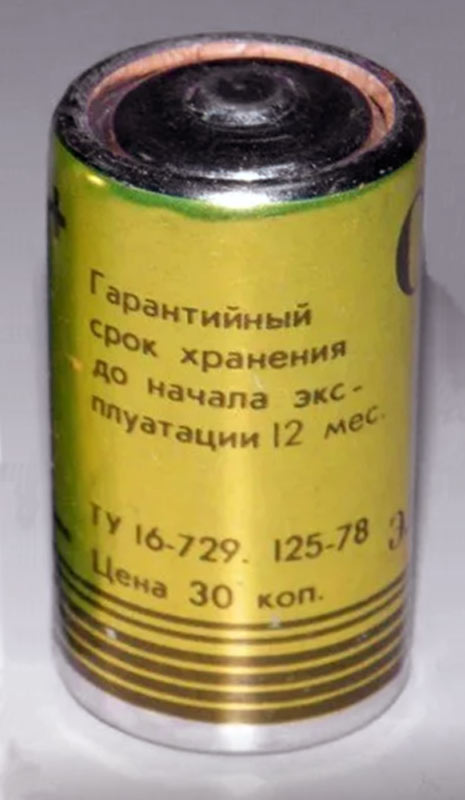 +
Гарантийный
срок хранения
до начала экс-
плуатации 12 мес.
ТУ 16-729. 125-78
Цена 30 коп.